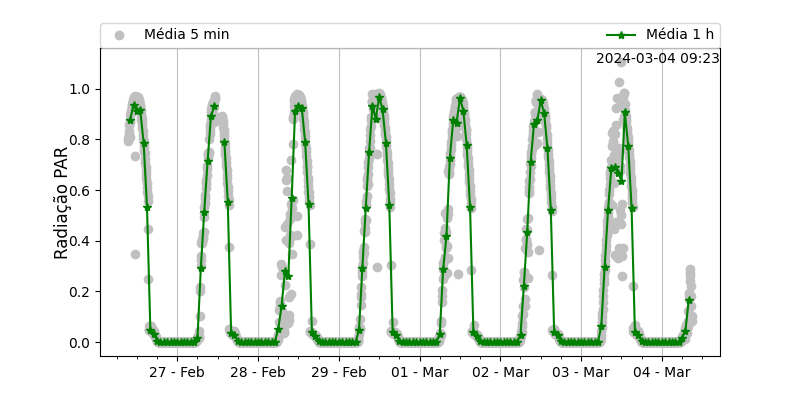 Média 5 min
Média 1 h
2024-03-04 09:23
Radiação PAR
1.0
0.8
0.6
0.4
0.2
0.0
27 - Feb
28 - Feb
29 - Feb
01 - Mar
02 - Mar
03 - Mar
04 - Mar